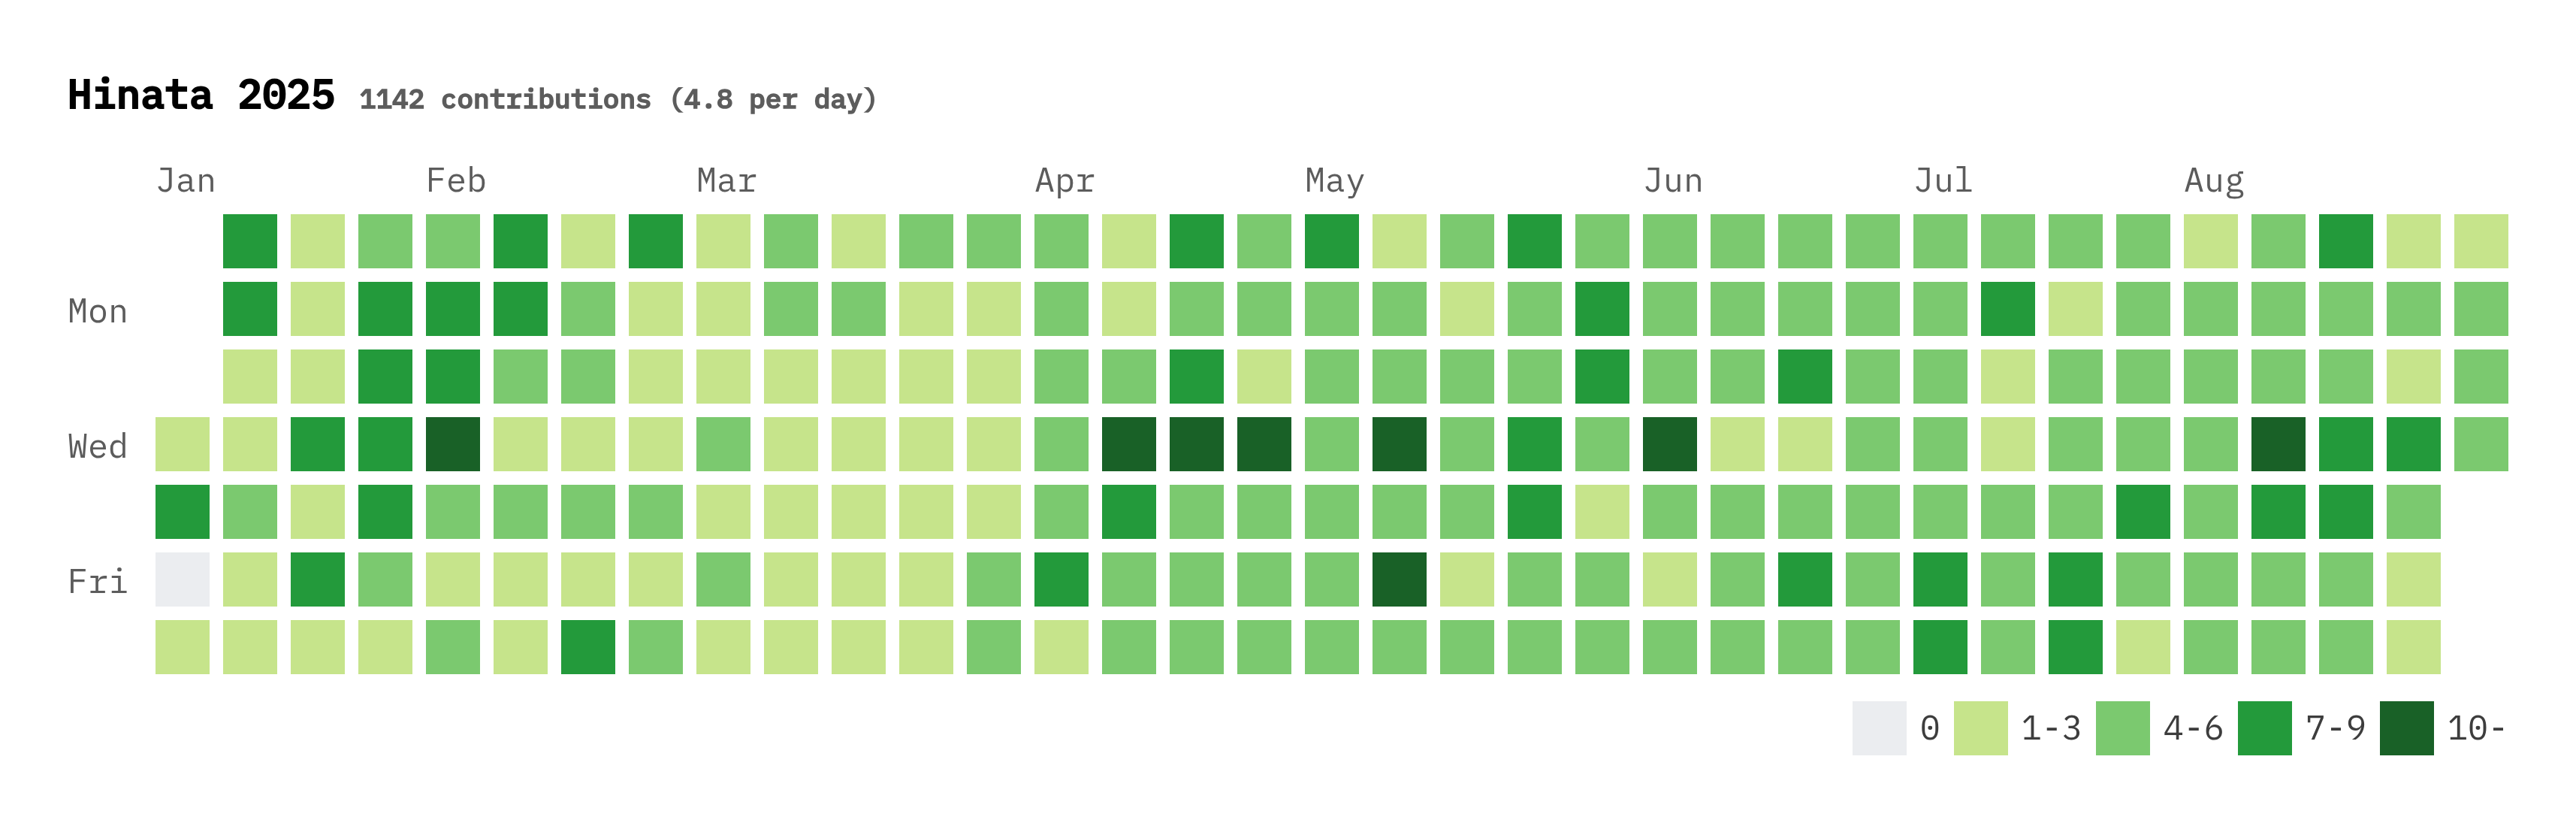 Hinata 2025 1142 contributions (4.8 per day)
Jan Feb Mar Apr May Jun Jul Aug
Mon
Wed
Fri
0 1-3 4-6 7-9 10-